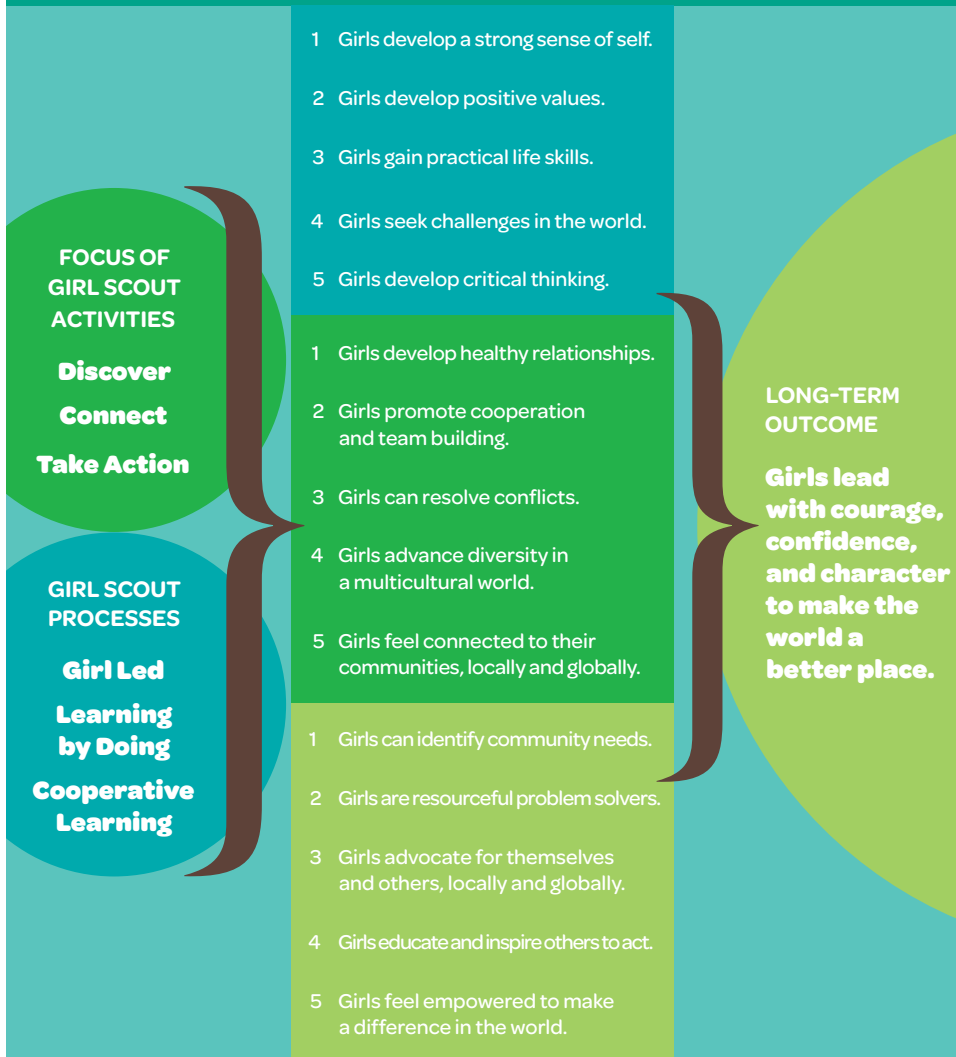 FOCUS OF
GIRL SCOUT
ACTIVITIES
Discover
Connect
Take Action
GIRL SCOUT
PROCESSES
Girl Led
Learning
by Doing
Cooperative
Learning
1 Girls develop a strong sense of self.
2 Girls develop positive values.
3 Girls gain practical life skills.
4 Girls seek challenges in the world.
5 Girls develop critical thinking.
1 Girls develop healthy relationships.
2 Girls promote cooperation
and team building.
3 Girls can resolve conflicts.
4 Girls advance diversity in
a multicultural world.
5 Girls feel connected to their
communities, locally and globally.
1 Girls can identify community needs.
2 Girls are resourceful problem solvers.
3 Girls advocate for themselves
and others, locally and globally.
4 Girls educate and inspire others to act.
5 Girls feel empowered to make
a difference in the world.
LONG-TERM
OUTCOME
Girls lead
with courage,
confidence,
and character
to make the
world a
better place.